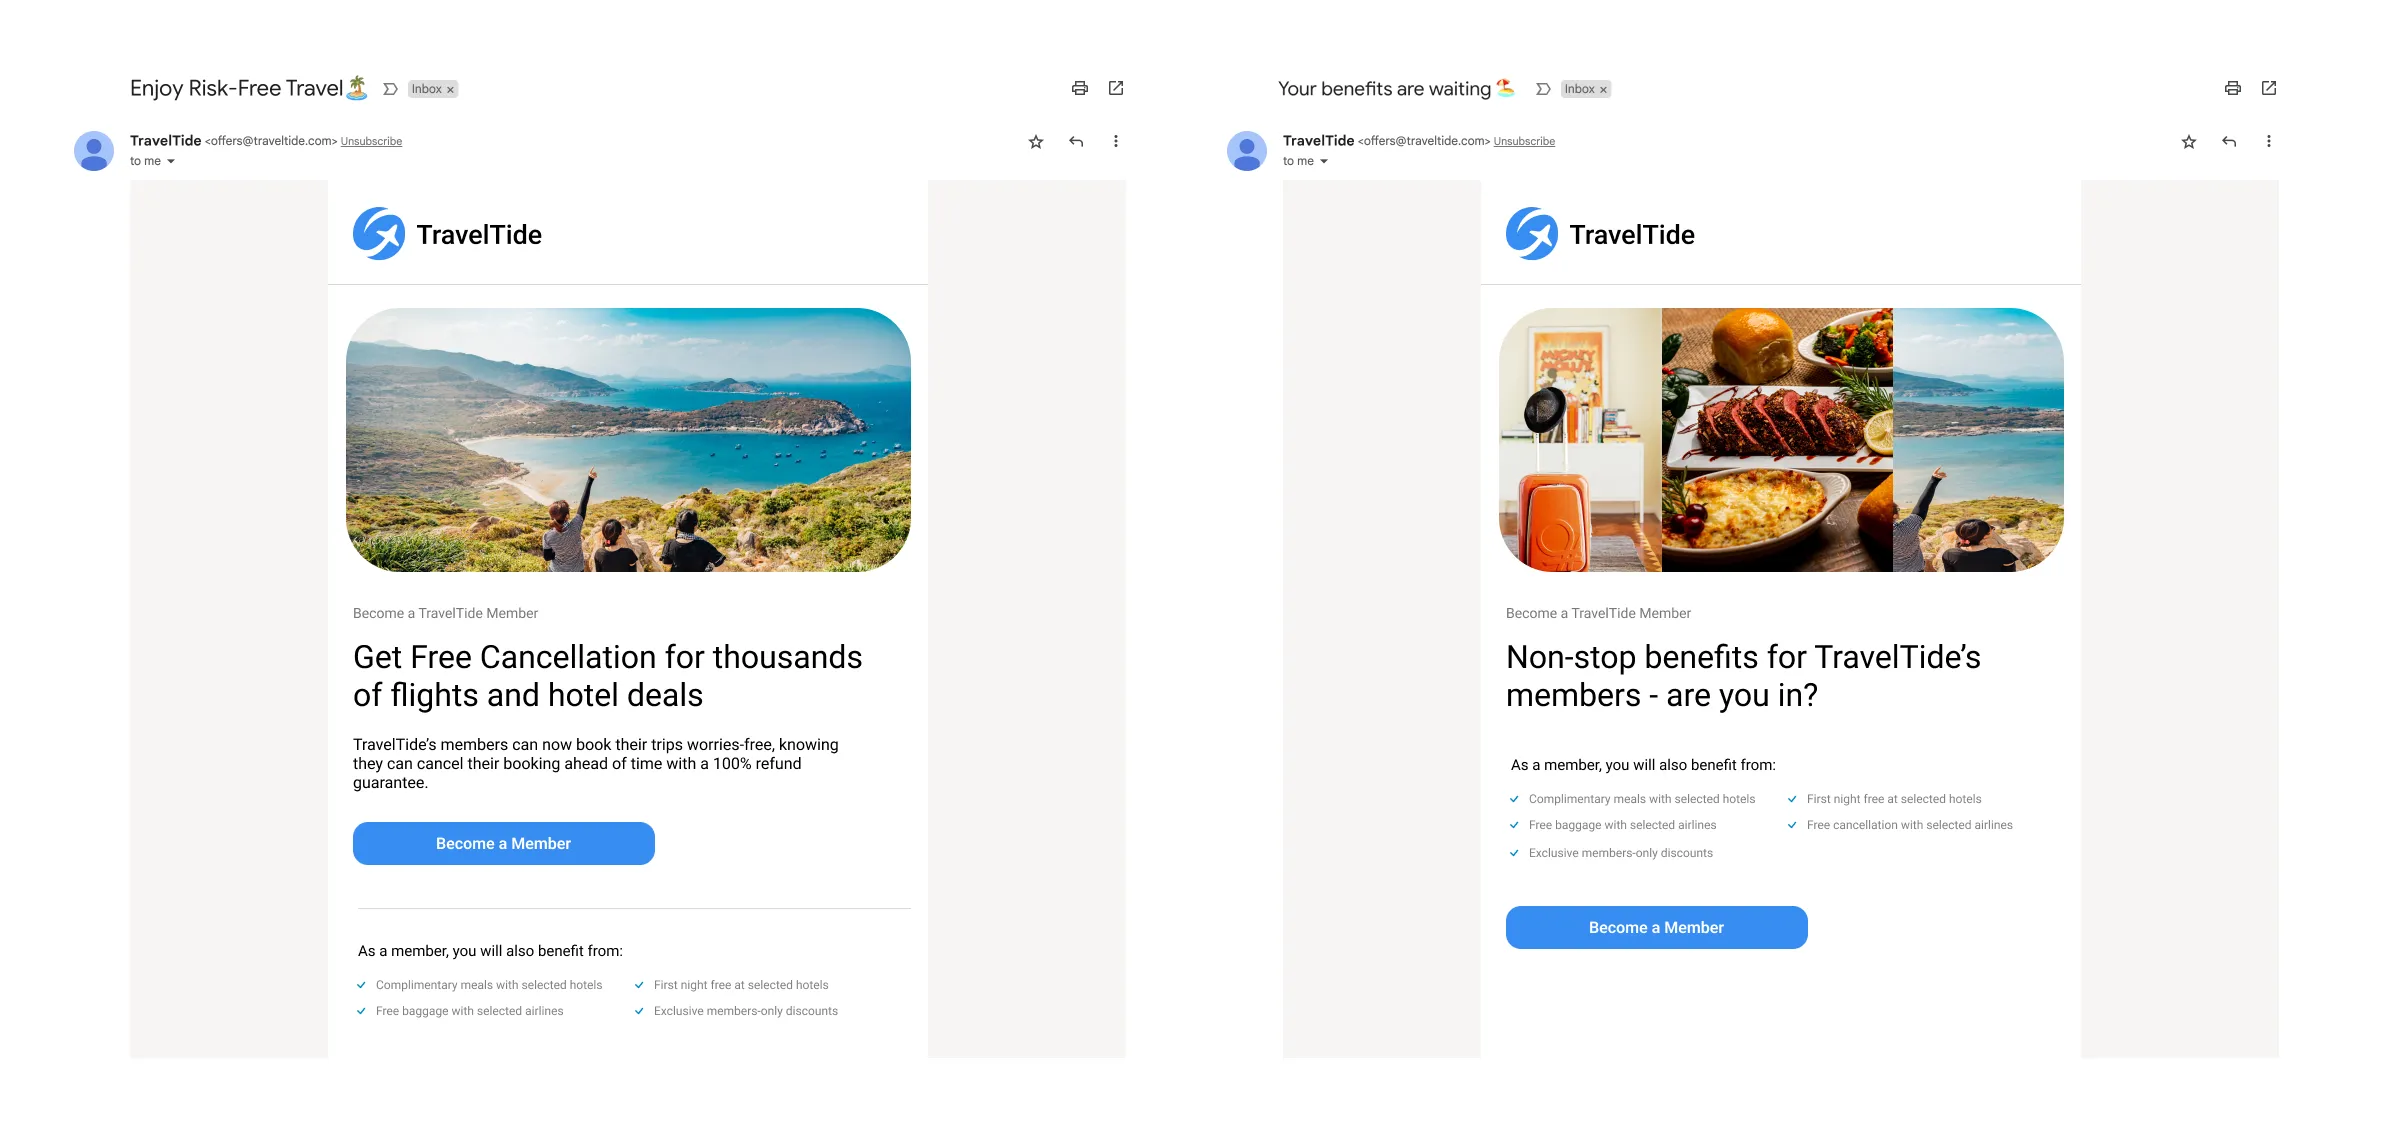 Enjoy Risk-Free Travel🏝️ Inbox ×
TravelTide <offers@traveltide.com> Unsubscribe
to me
TravelTide
Become a TravelTide Member
Get Free Cancellation for thousands
of flights and hotel deals
TravelTide’s members can now book their trips worries-free, knowing
they can cancel their booking ahead of time with a 100% refund
guarantee.
Become a Member
As a member, you will also benefit from:
Complimentary meals with selected hotels
First night free at selected hotels
Free baggage with selected airlines
Exclusive members-only discounts
Your benefits are waiting🏖️ Inbox ×
TravelTide <offers@traveltide.com> Unsubscribe
to me
TravelTide
MICKEY
Become a TravelTide Member
Non-stop benefits for TravelTide’s
members - are you in?
As a member, you will also benefit from:
Complimentary meals with selected hotels
First night free at selected hotels
Free baggage with selected airlines
Free cancellation with selected airlines
Exclusive members-only discounts
Become a Member